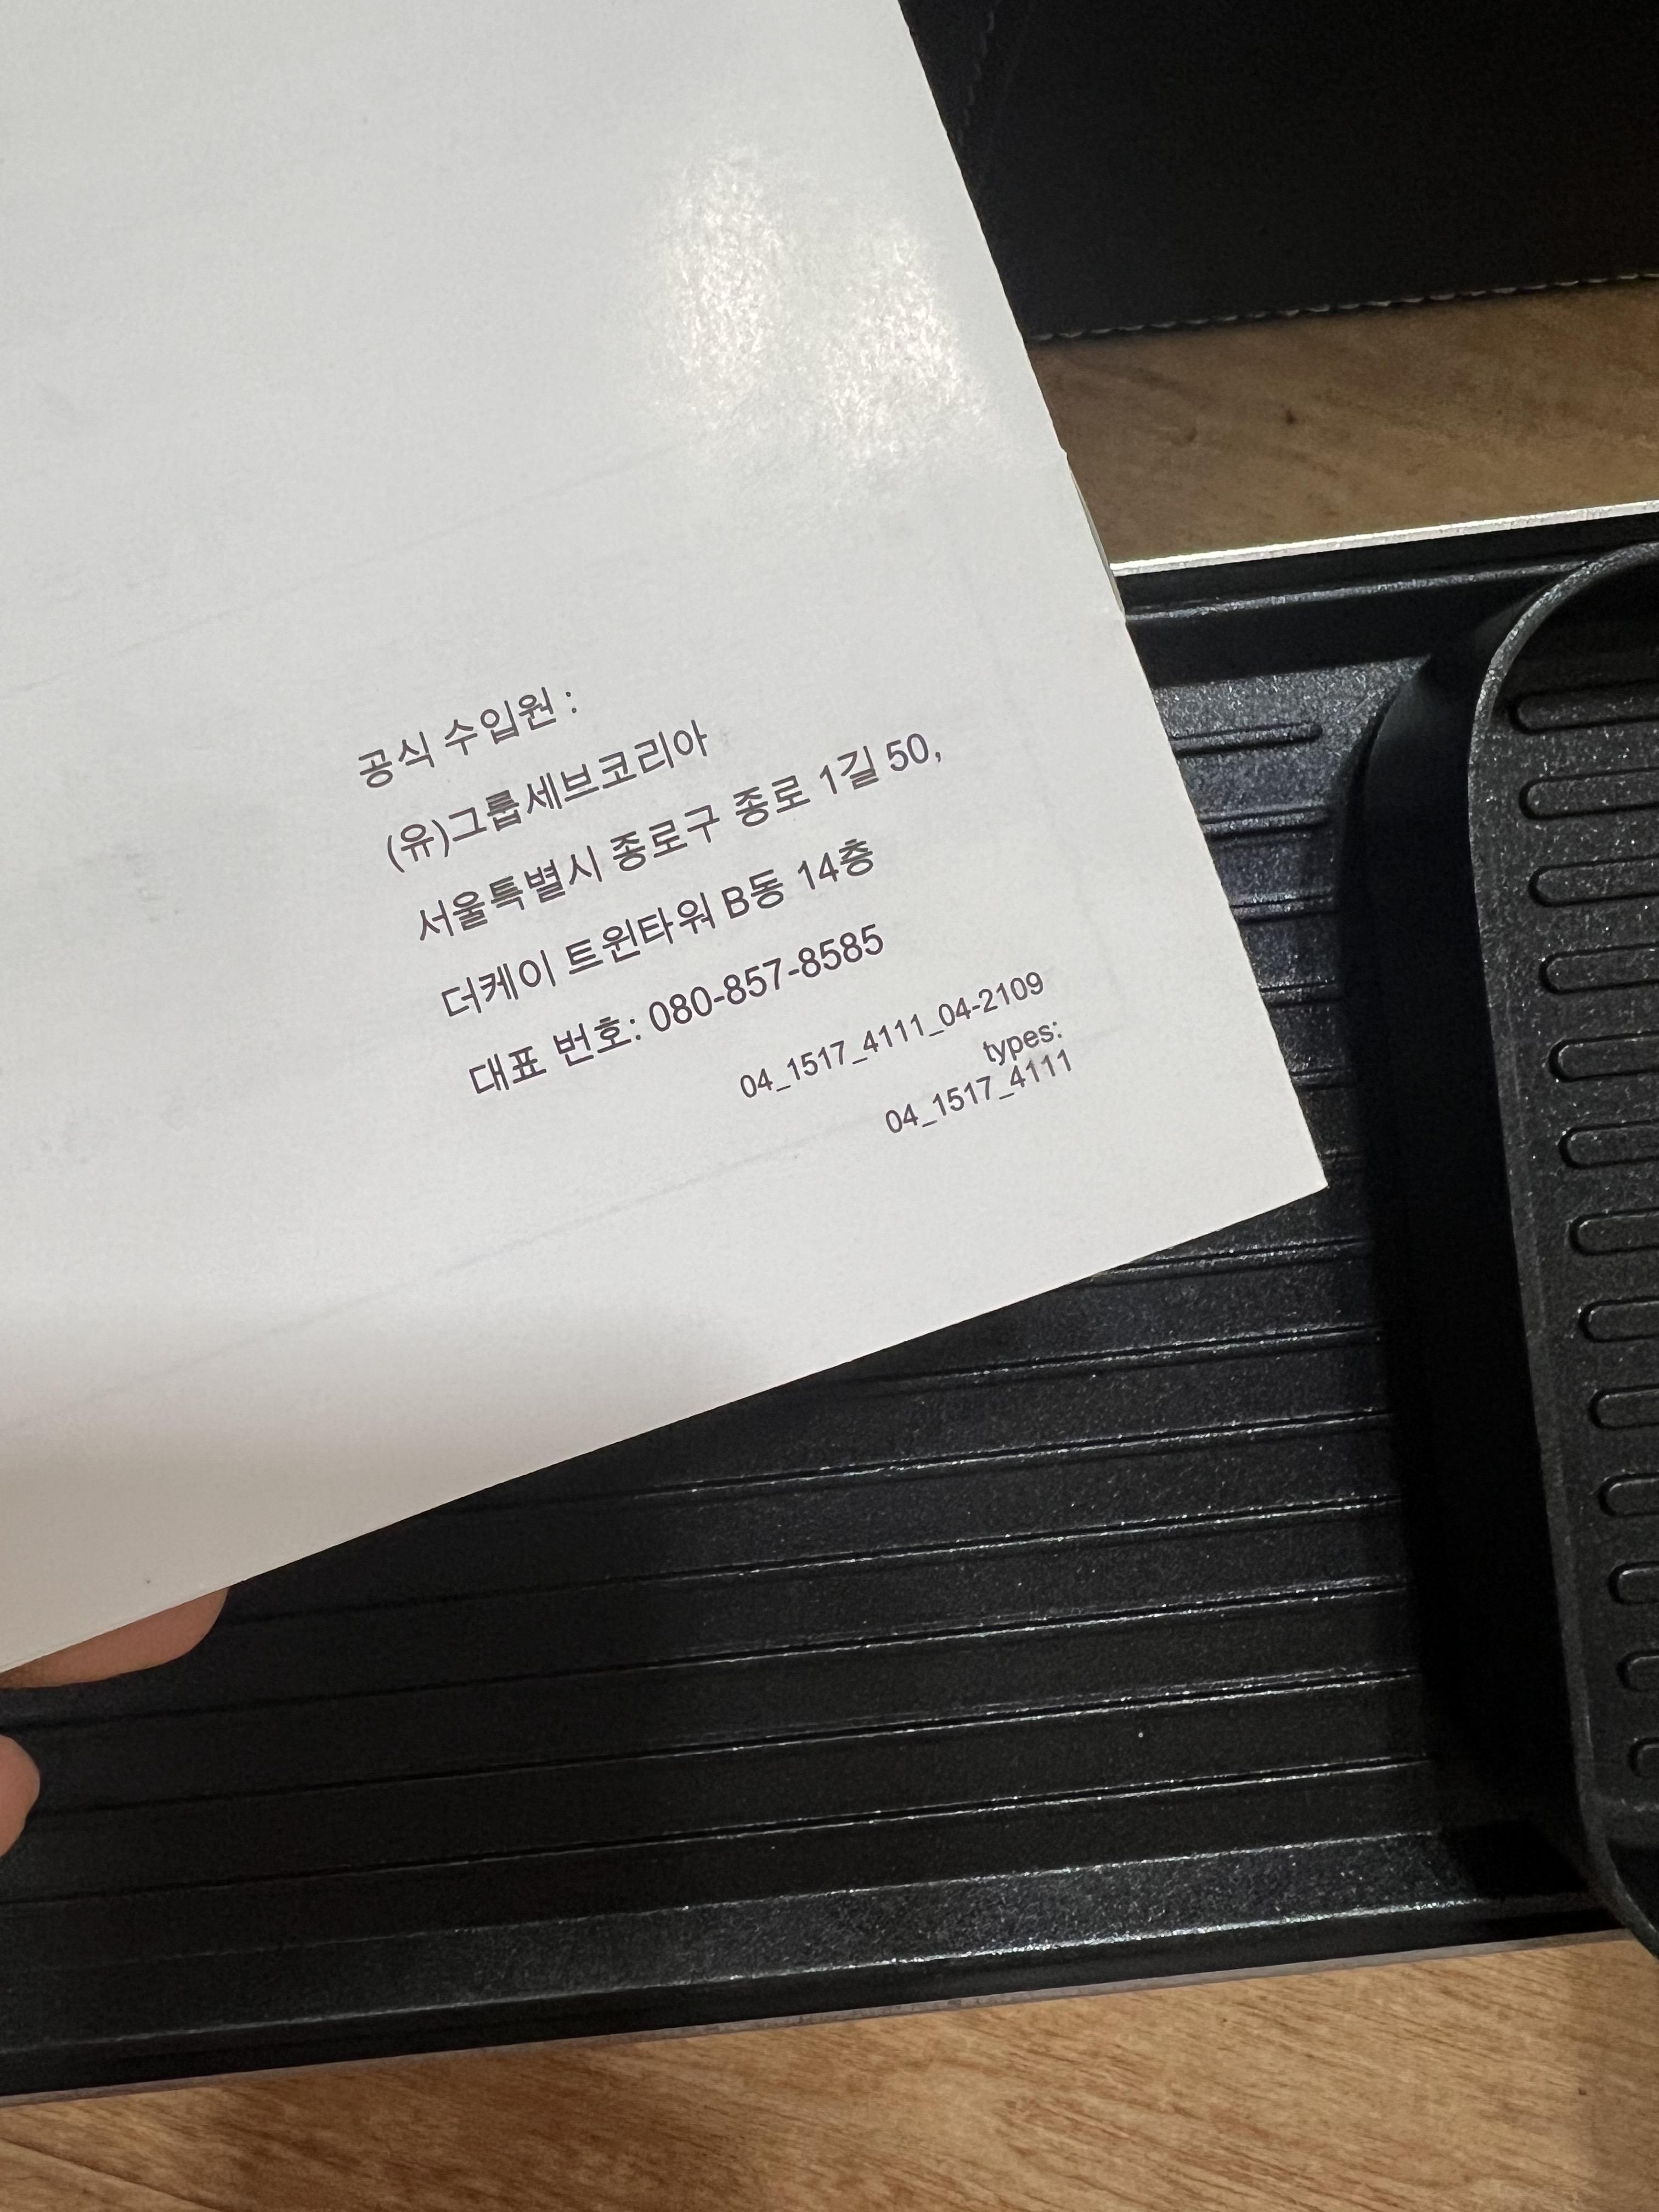 공식 수입원 :
(유)그룹세브코리아
서울특별시 종로구 종로 1길 50,
더케이 트윈타워 B동 14층
대표 번호: 080-857-8585
04_1517_4111_04-2109
types:
04_1517_4111